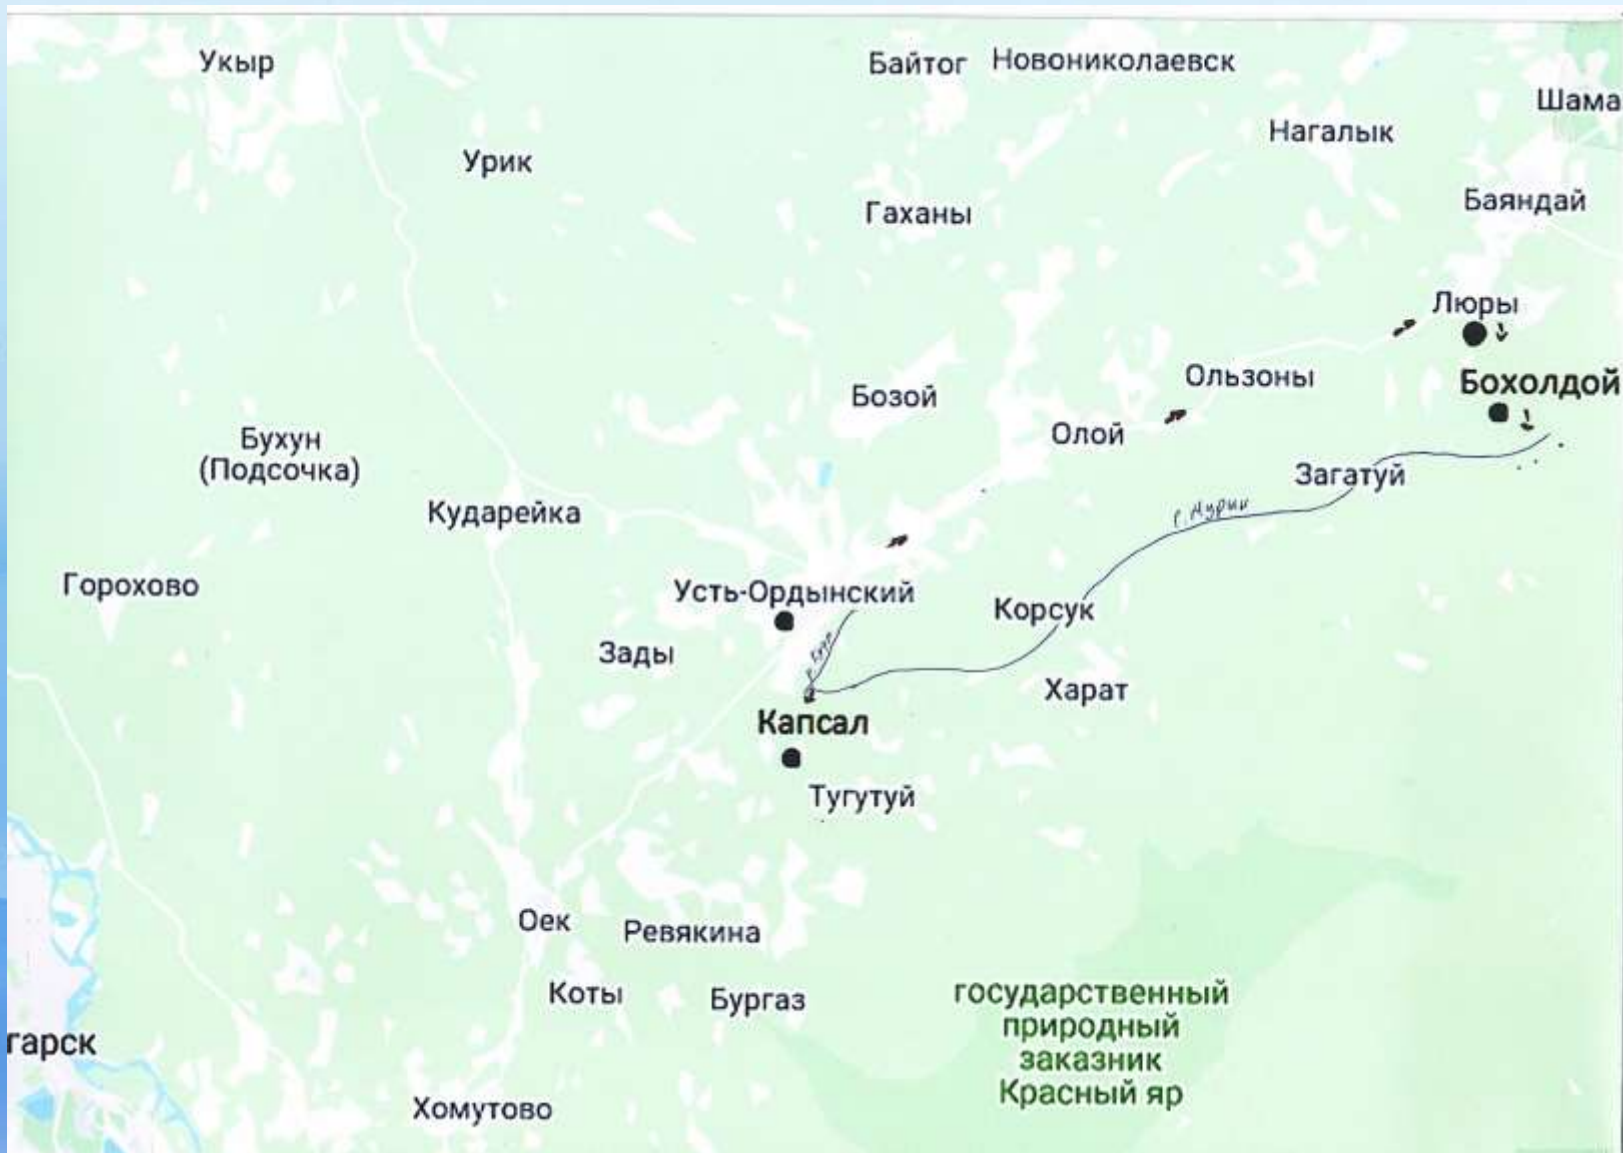 Укыр
Байтог
Новониколаевск
Шама
Нагалык
Урик
Баяндай
Гаханы
Люры
Ользоны
Бохолдой
Бозой
Олой
Бухун
(Подсочка)
Загатуй
Кударейка
р. Мурин
Горохово
Усть-Ордынский
Корсук
Зады
Харат
Капсал
Тугутуй
Оек
Ревякина
Коты
Бургаз
государственный
природный
заказник
Красный яр
гарск
Хомутово